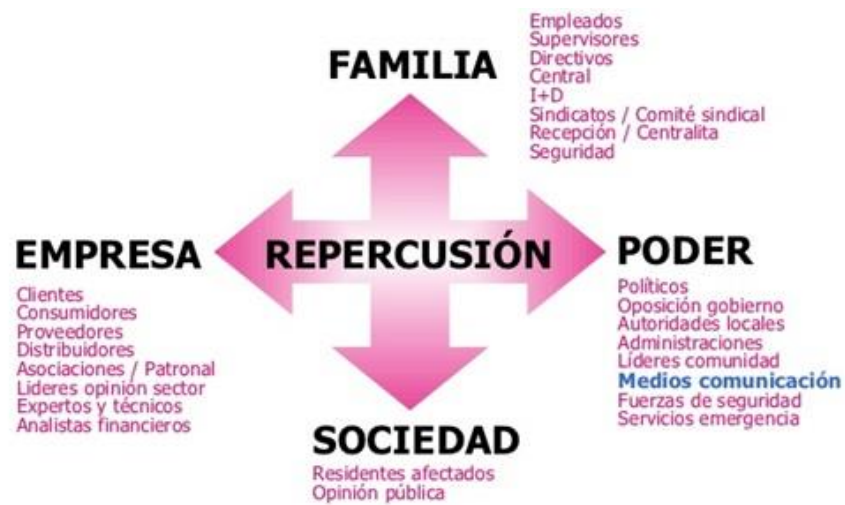 FAMILIA
Empleados
Supervisores
Directivos
Central
I+D
Sindicatos / Comité sindical
Recepción / Centralita
Seguridad
EMPRESA
Clientes
Consumidores
Proveedores
Distribuidores
Asociaciones / Patronal
Lideres opinión sector
Expertos y técnicos
Analistas financieros
REPERCUSIÓN
PODER
Políticos
Oposición gobierno
Autoridades locales
Administraciones
Líderes comunidad
Medios comunicación
Fuerzas de seguridad
Servicios emergencia
SOCIEDAD
Residentes afectados
Opinión pública